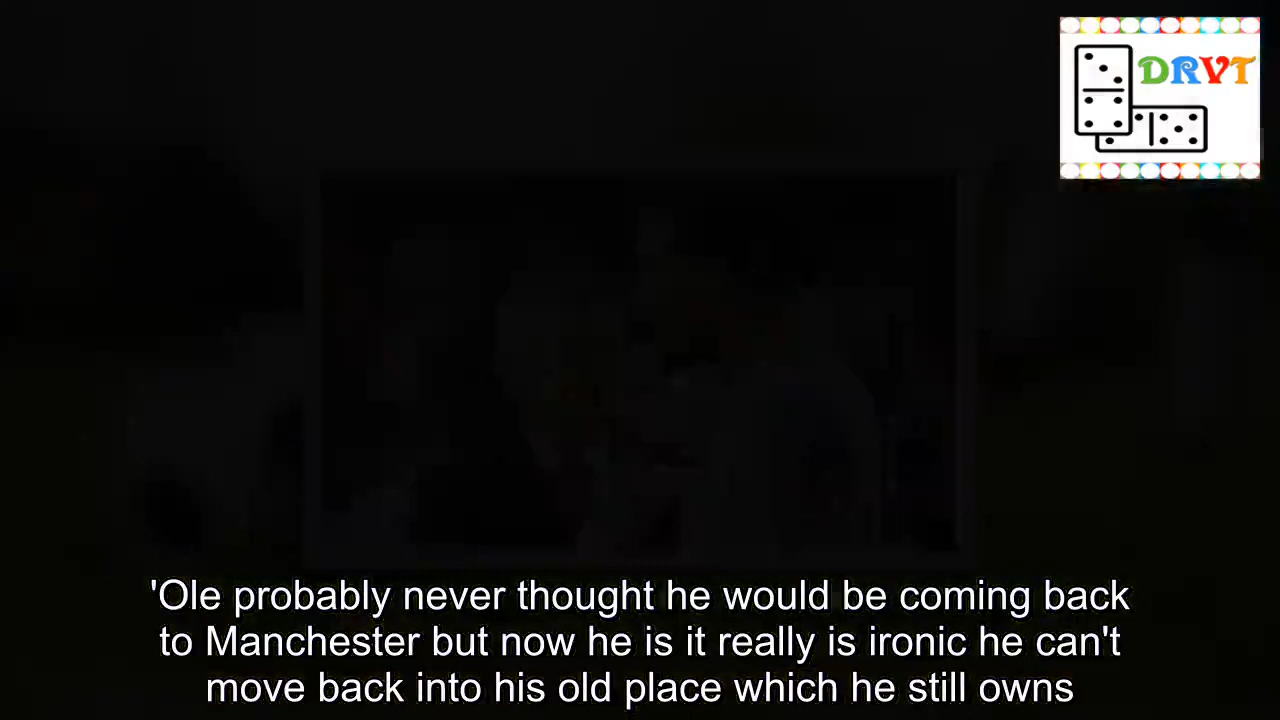 DRVT
'Ole probably never thought he would be coming back
to Manchester but now he is it really is ironic he can't
move back into his old place which he still owns